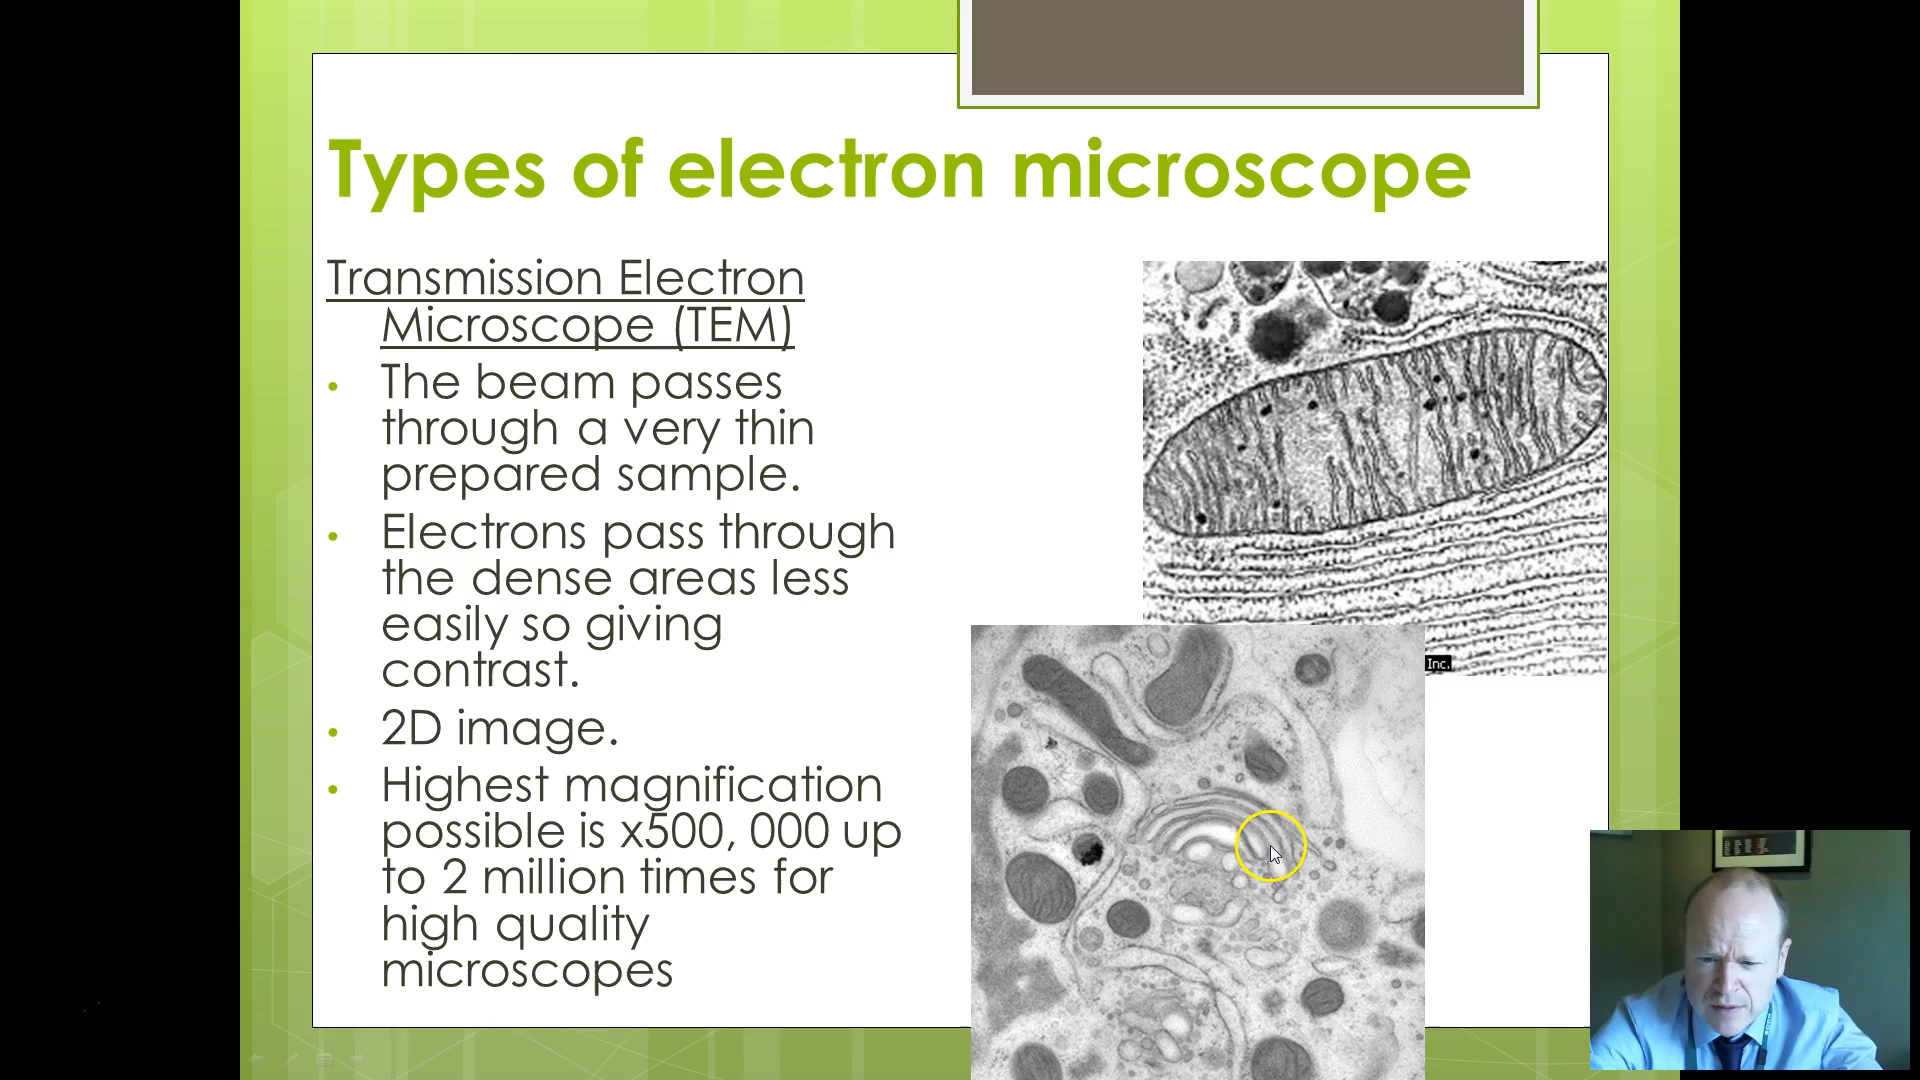 Types of electron microscope
Transmission Electron
Microscope (TEM)
• The beam passes
through a very thin
prepared sample.
• Electrons pass through
the dense areas less
easily so giving
contrast.
• 2D image.
• Highest magnification
possible is x500, 000 up
to 2 million times for
high quality
microscopes
Inc.